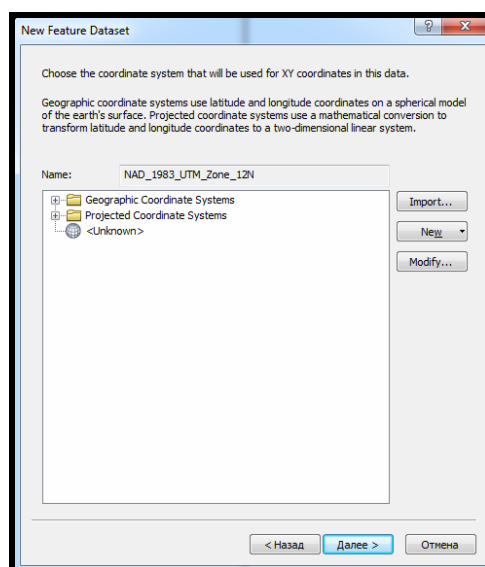 New Feature Dataset
Choose the coordinate system that will be used for XY coordinates in this data.
Geographic coordinate systems use latitude and longitude coordinates on a spherical model
of the earth's surface. Projected coordinate systems use a mathematical conversion to
transform latitude and longitude coordinates to a two-dimensional linear system.
Name: NAD_1983_UTM_Zone_12N
Geographic Coordinate Systems
Projected Coordinate Systems
<Unknown>
Import...
New
Modify...
< Назад Далее > Отмена